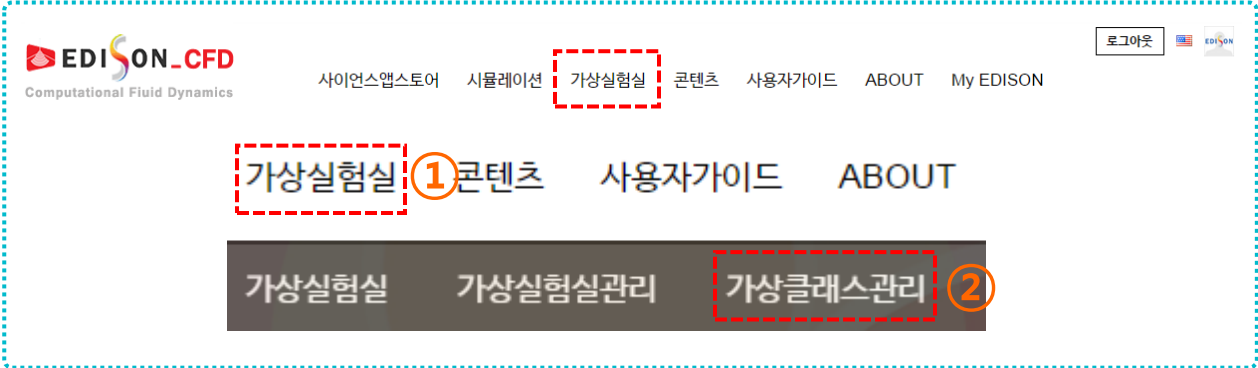 로그아웃
EDISON
EDISON_CFD
Computational Fluid Dynamics
사이언스앱스토어 시뮬레이션 가상실험실 콘텐츠 사용자가이드 ABOUT My EDISON
가상실험실 ① 콘텐츠 사용자가이드 ABOUT
가상실험실 가상실험실관리 가상클래스관리 ②